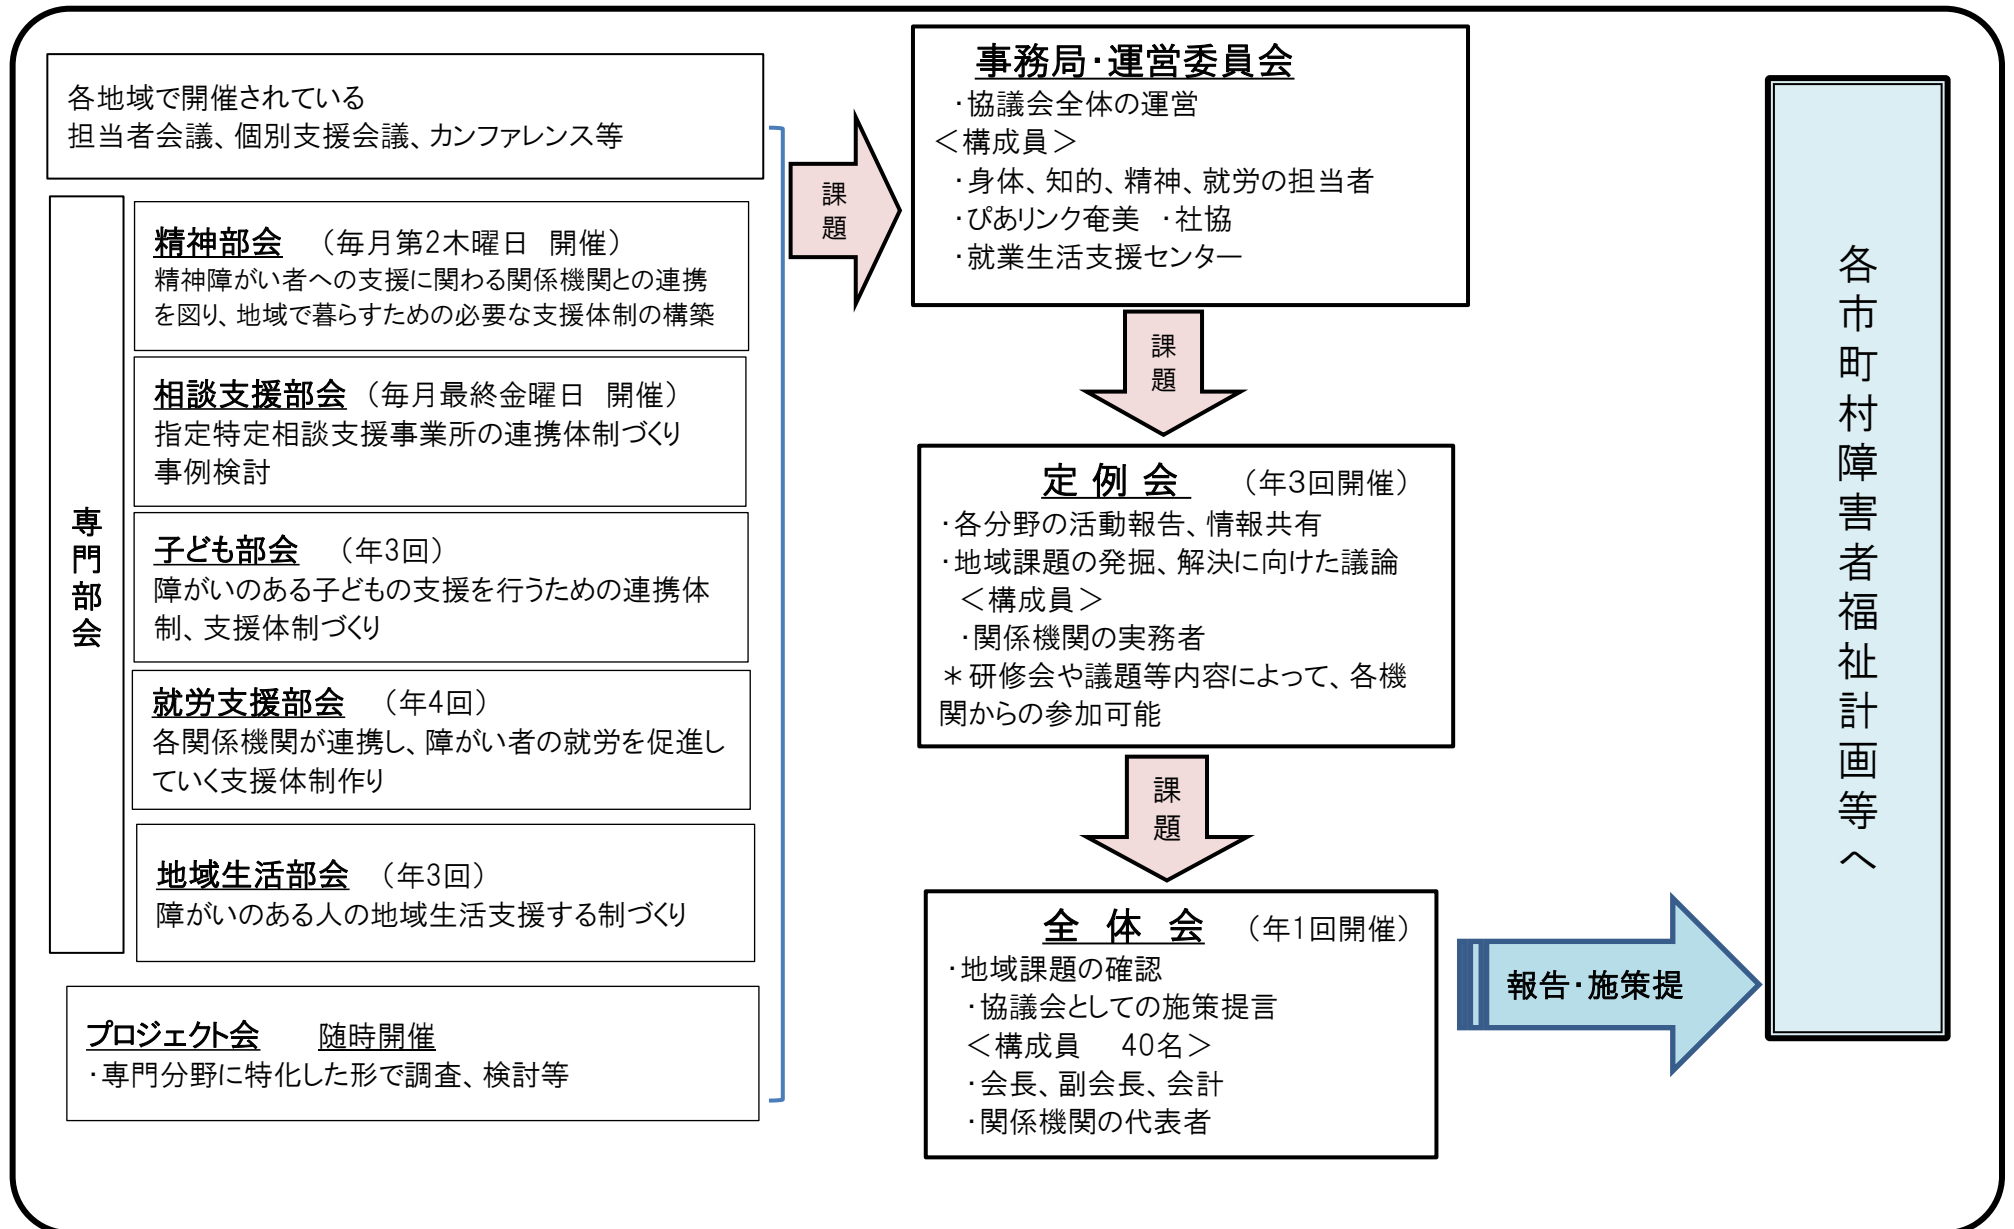 各地域で開催されている
担当者会議、個別支援会議、カンファレンス等
専門部会
精神部会　（毎月第2木曜日　開催）
精神障がい者への支援に関わる関係機関との連携
を図り、地域で暮らすための必要な支援体制の構築
相談支援部会　（毎月最終金曜日　開催）
指定特定相談支援事業所の連携体制づくり
事例検討
子ども部会　（年3回）
障がいのある子どもの支援を行うための連携体
制、支援体制づくり
就労支援部会　（年4回）
各関係機関が連携し、障がい者の就労を促進し
ていく支援体制作り
地域生活部会　（年3回）
障がいのある人の地域生活支援する制づくり
プロジェクト会　随時開催
・専門分野に特化した形で調査、検討等
課題
事務局・運営委員会
・協議会全体の運営
＜構成員＞
・身体、知的、精神、就労の担当者
・ぴあリンク奄美　・社協
・就業生活支援センター
課題
定 例 会　（年3回開催）
・各分野の活動報告、情報共有
・地域課題の発掘、解決に向けた議論
＜構成員＞
・関係機関の実務者
＊研修会や議題等内容によって、各機
関からの参加可能
課題
全　体　会　（年1回開催）
・地域課題の確認
・協議会としての施策提言
＜構成員　40名＞
・会長、副会長、会計
・関係機関の代表者
報告・施策提
各市町村障害者福祉計画等へ